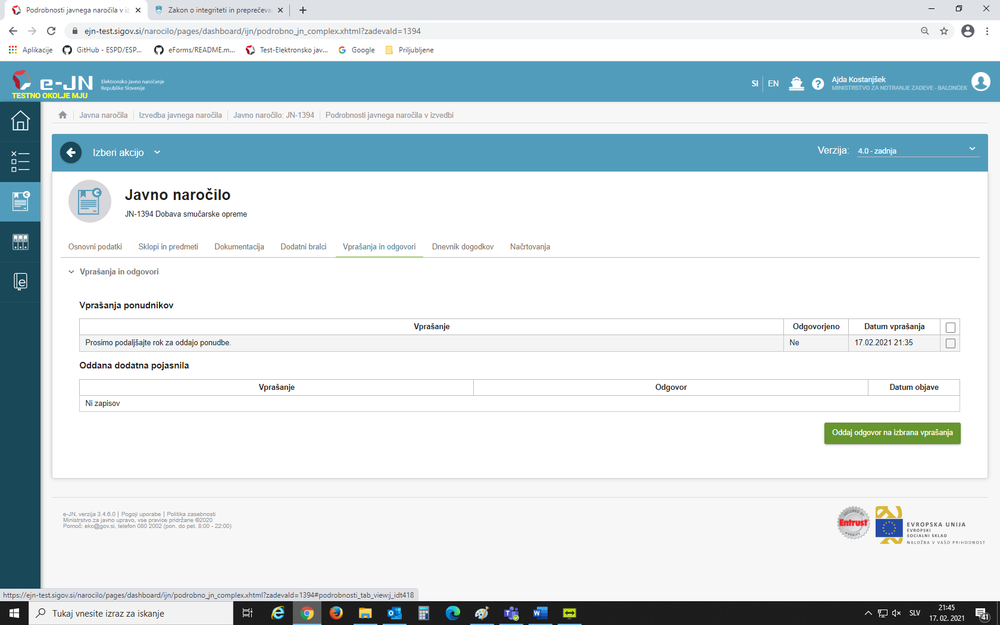 Podrobnosti javnega naročila v iz
Zakon o integriteti in preprečeva
ejn-test.sigov.si/narocilo/pages/dashboard/ijn/podrobno_jn_complex.xhtml?zadevaId=1394
Aplikacije
GitHub - ESPD/ESP...
eForms/README.m...
Test-Elektronsko jav...
Google
Priljubljene
e-JN
Elektronsko javno naročanje
Republike Slovenije
TESTNO OKOLJE MJU
SI
EN
Ajda Kostanjšek
MINISTRSTVO ZA NOTRANJE ZADEVE - BALONČEK
Javna naročila
Izvedba javnega naročila
Javno naročilo: JN-1394
Podrobnosti javnega naročila v izvedbi
Izberi akcijo
Verzija: 4.0 - zadnja
Javno naročilo
JN-1394 Dobava smučarske opreme
Osnovni podatki
Sklopi in predmeti
Dokumentacija
Dodatni bralci
Vprašanja in odgovori
Dnevnik dogodkov
Načrtovanja
Vprašanja in odgovori
Vprašanja ponudnikov
Vprašanje Odgovorjeno Datum vprašanja
Prosimo podaljšajte rok za oddajo ponudbe. Ne 17.02.2021 21:35
Oddana dodatna pojasnila
Vprašanje Odgovor Datum objave
Ni zapisov
Oddaj odgovor na izbrana vprašanja
e-JN, verzija 3.4.6.0 | Pogoji uporabe | Politika zasebnosti
Ministrstvo za javno upravo, vse pravice pridržane ©2020
Pomoč: ekc@gov.si, telefon 080 2002 (pon. do pet. 8:00 - 22:00)
SECURED BY
Entrust
VERIFY
EVROPSKA UNIJA
EVROPSKI
SOCIALNI SKLAD
NALOŽBA V VAŠO PRIHODNOST
https://ejn-test.sigov.si/narocilo/pages/dashboard/ijn/podrobno_jn_complex.xhtml?zadevaId=1394#podrobnosti_tab_view:j_idt418
Tukaj vnesite izraz za iskanje
SLV
21:45
17. 02. 2021
41